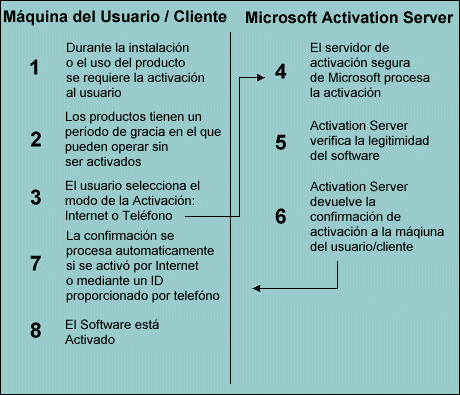 Máquina del Usuario / Cliente
1
Durante la instalación
o el uso del producto
se requiere la activación
al usuario
2
Los productos tienen un
período de gracia en el que
pueden operar sin
ser activados
3
El usuario selecciona el
modo de la Activación:
Internet o Teléfono
7
La confirmación se
procesa automaticamente
si se activó por Internet
o mediante un ID
proporcionado por telefóno
8
El Software está
Activado
Microsoft Activation Server
4
El servidor de
activación segura
de Microsoft procesa
la activación
5
Activation Server
verifica la legitimidad
del software
6
Activation Server
devuelve la
confirmación de
activación a la máqiuna
del usuario/cliente